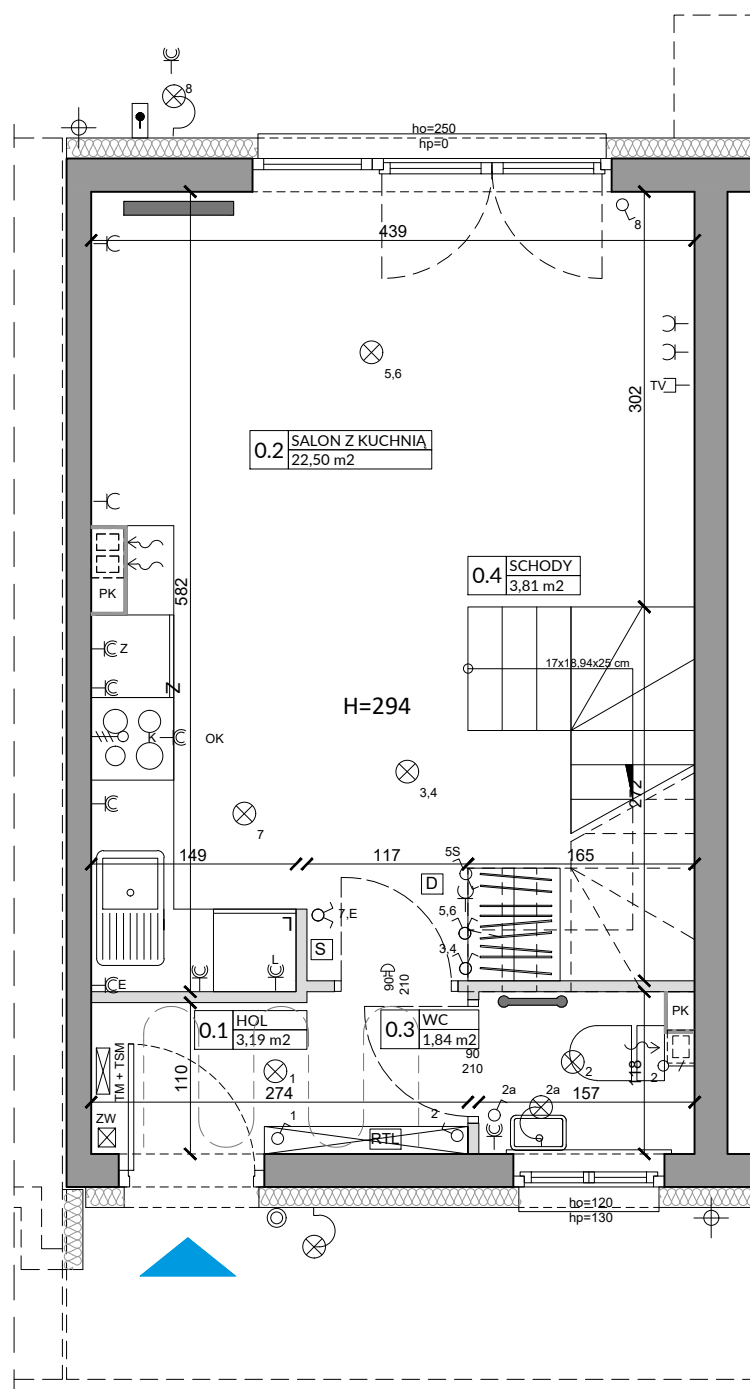 8
ho=250
hp=0
8
439
5,6
TV
302
0.2 SALON Z KUCHNIĄ
22,50 m2
582
PK
0.4 SCHODY
3,81 m2
Z
Z
17x18,94x25 cm
H=294
K
OK
3,4
272
7
149
117
165
5S
D
7,E
5,6
S
3,4
L
E
90
210
0.1 HOL
3,19 m2
0.3 WC
1,84 m2
PK
TM + TSM
110
1
90
210
2
118
2
274
2a
2a
157
ZW
1
RTL
2
ho=120
hp=130